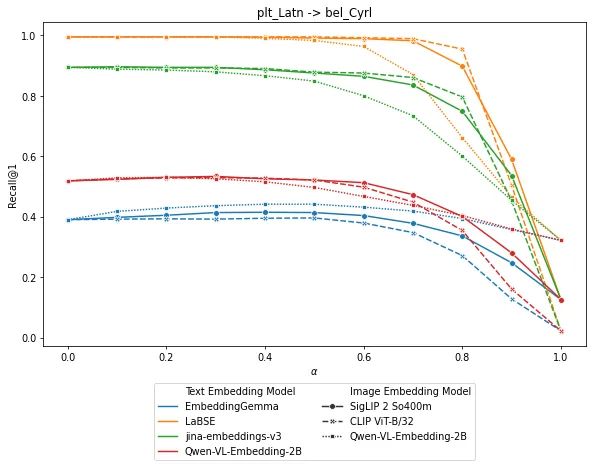 plt_Latn -> bel_Cyrl
Recall@1
1.0
0.8
0.6
0.4
0.2
0.0
0.0 0.2 0.4 0.6 0.8 1.0
α
Text Embedding Model
EmbeddingGemma
LaBSE
jina-embeddings-v3
Qwen-VL-Embedding-2B
Image Embedding Model
SigLIP 2 So400m
CLIP ViT-B/32
Qwen-VL-Embedding-2B